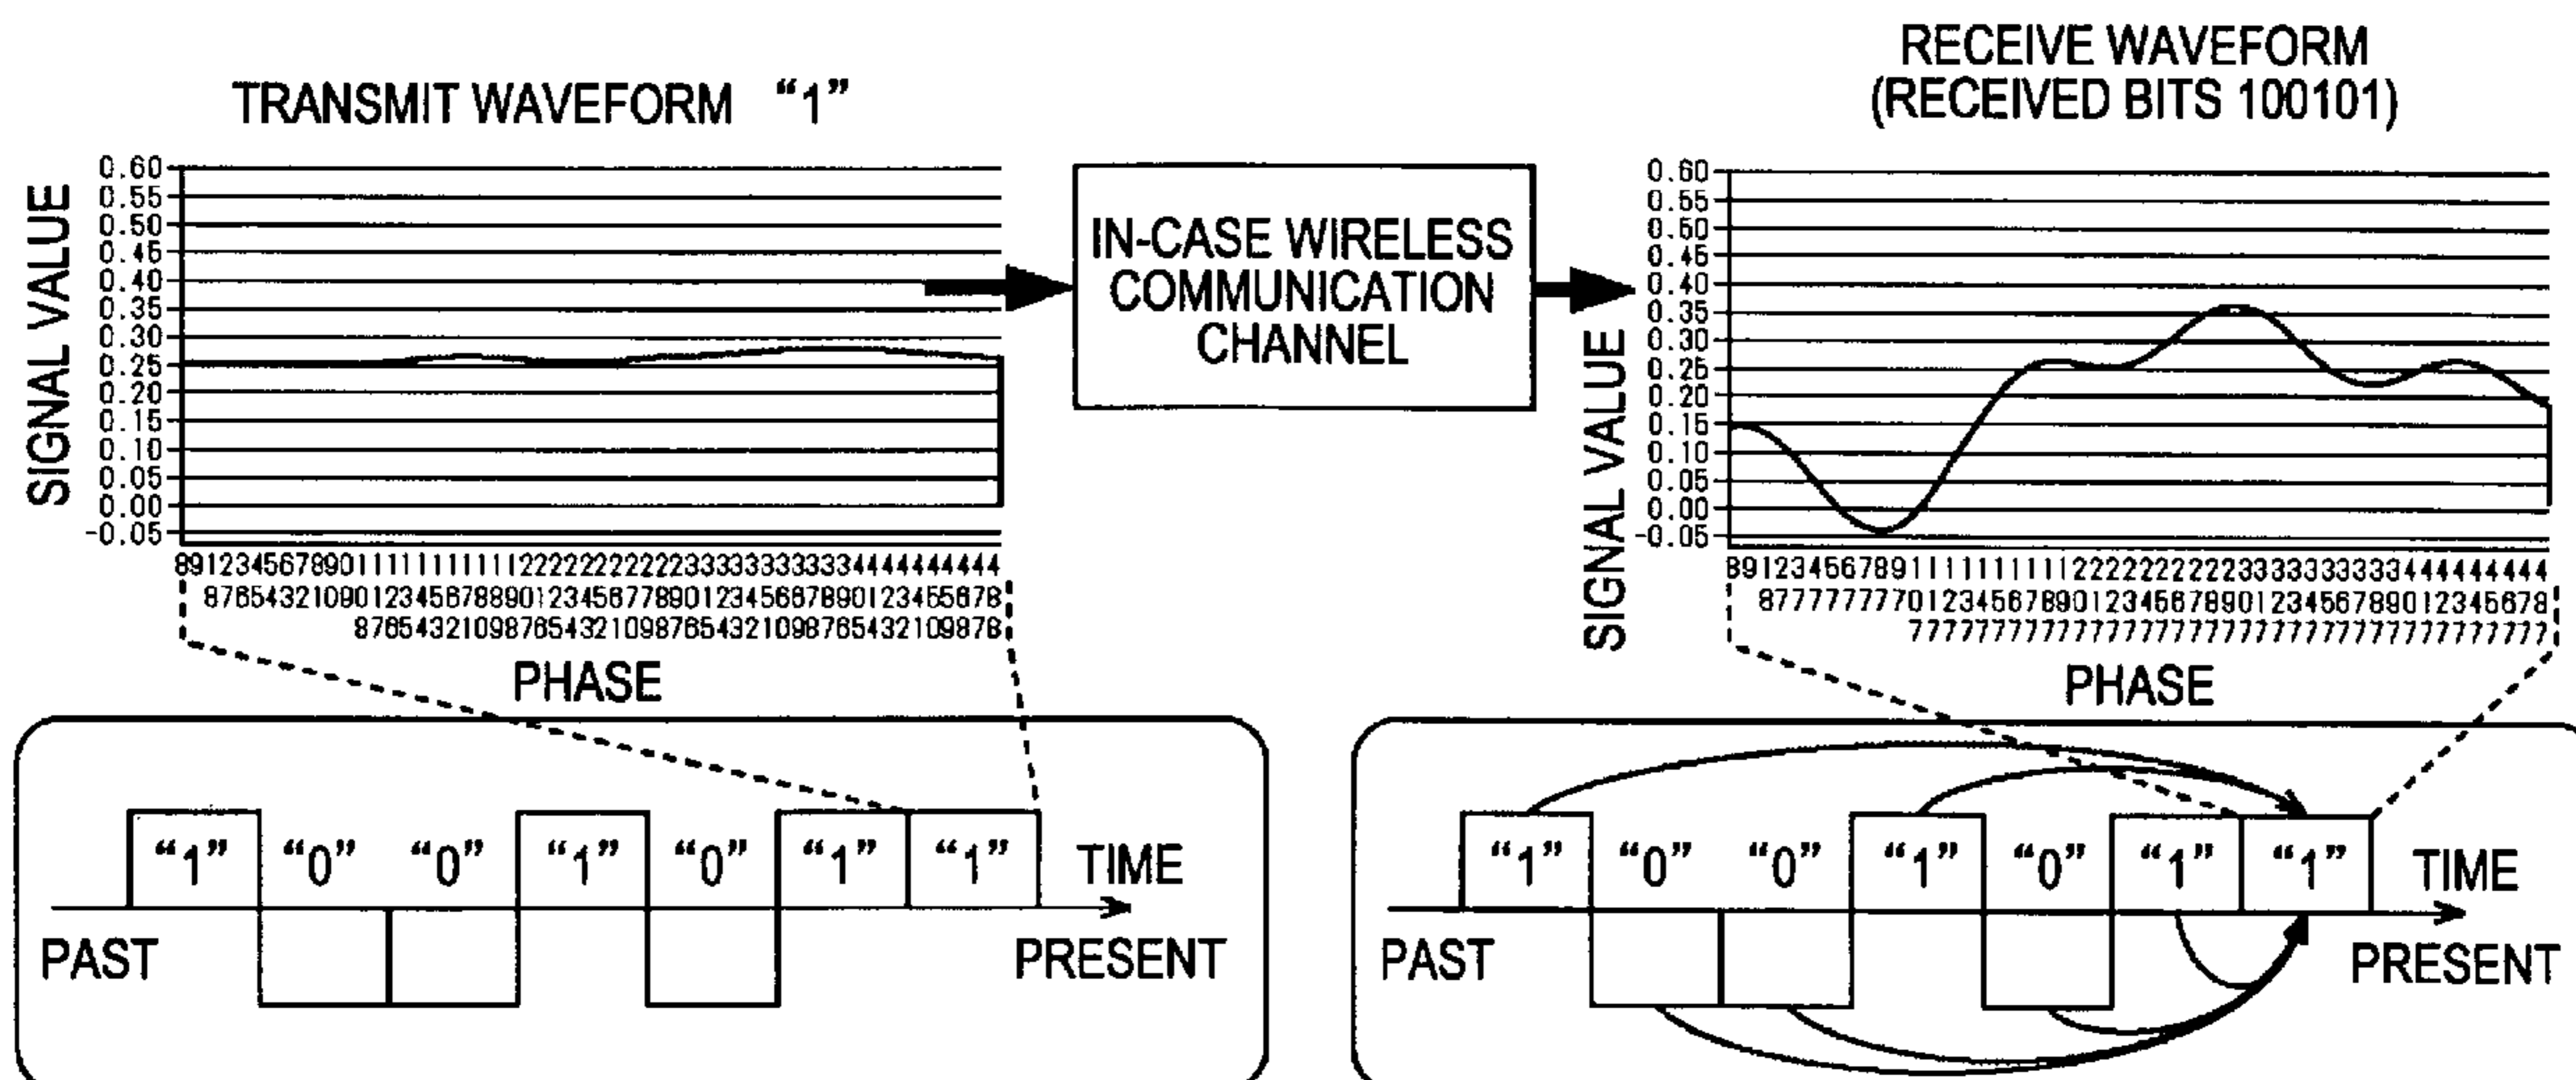 TRANSMIT WAVEFORM “1”
SIGNAL VALUE
0.60
0.55
0.50
0.45
0.40
0.35
0.30
0.25
0.20
0.15
0.10
0.05
0.00
-0.05
PHASE
IN-CASE WIRELESS
COMMUNICATION
CHANNEL
RECEIVE WAVEFORM
(RECEIVED BITS 100101)
SIGNAL VALUE
0.60
0.55
0.50
0.45
0.40
0.35
0.30
0.25
0.20
0.15
0.10
0.05
0.00
-0.05
PHASE
“1” “0” “0” “1” “0” “1” “1” TIME
PAST PRESENT
“1” “0” “0” “1” “0” “1” “1” TIME
PAST PRESENT